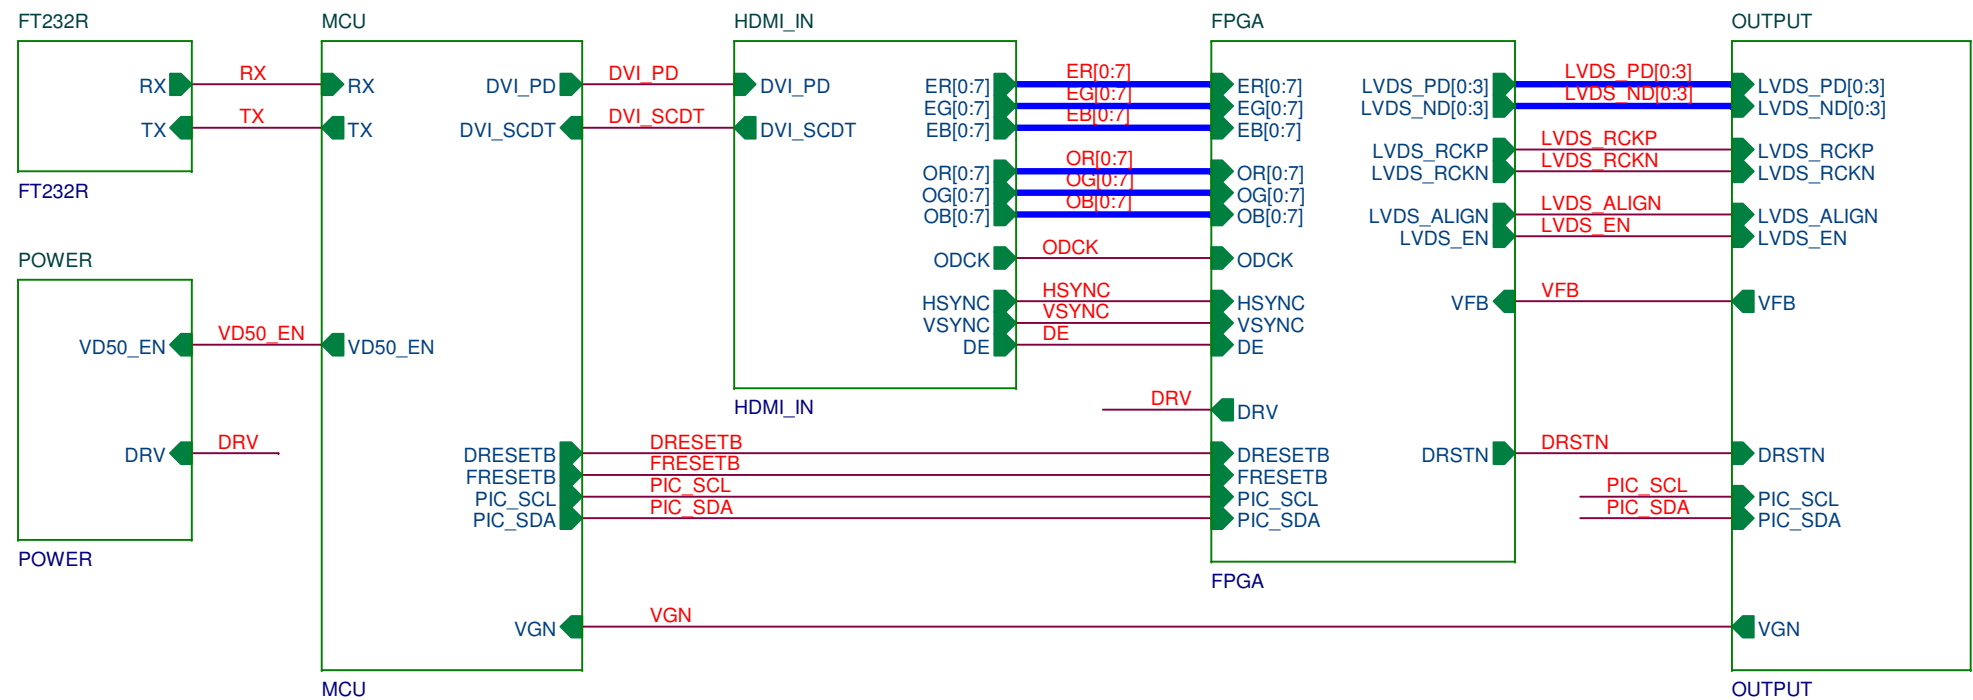 FT232R
RX
TX
RX
TX
FT232R
POWER
VD50_EN
DRV
VD50_EN
DRV
POWER
MCU
RX
TX
VD50_EN
DVI_PD
DVI_SCDT
DRESETB
FRESETB
PIC_SCL
PIC_SDA
VGN
MCU
DVI_PD
DVI_SCDT
DRESETB
FRESETB
PIC_SCL
PIC_SDA
VGN
HDMI_IN
DVI_PD
DVI_SCDT
ER[0:7]
EG[0:7]
EB[0:7]
OR[0:7]
OG[0:7]
OB[0:7]
ODCK
HSYNC
VSYNC
DE
HDMI_IN
ER[0:7]
EG[0:7]
EB[0:7]
OR[0:7]
OG[0:7]
OB[0:7]
ODCK
HSYNC
VSYNC
DE
DRV
FPGA
ER[0:7]
EG[0:7]
EB[0:7]
OR[0:7]
OG[0:7]
OB[0:7]
ODCK
HSYNC
VSYNC
DE
DRV
DRESETB
FRESETB
PIC_SCL
PIC_SDA
LVDS_PD[0:3]
LVDS_ND[0:3]
LVDS_RCKP
LVDS_RCKN
LVDS_ALIGN
LVDS_EN
VFB
DRSTN
FPGA
LVDS_PD[0:3]
LVDS_ND[0:3]
LVDS_RCKP
LVDS_RCKN
LVDS_ALIGN
LVDS_EN
VFB
DRSTN
PIC_SCL
PIC_SDA
OUTPUT
LVDS_PD[0:3]
LVDS_ND[0:3]
LVDS_RCKP
LVDS_RCKN
LVDS_ALIGN
LVDS_EN
VFB
DRSTN
PIC_SCL
PIC_SDA
VGN
OUTPUT